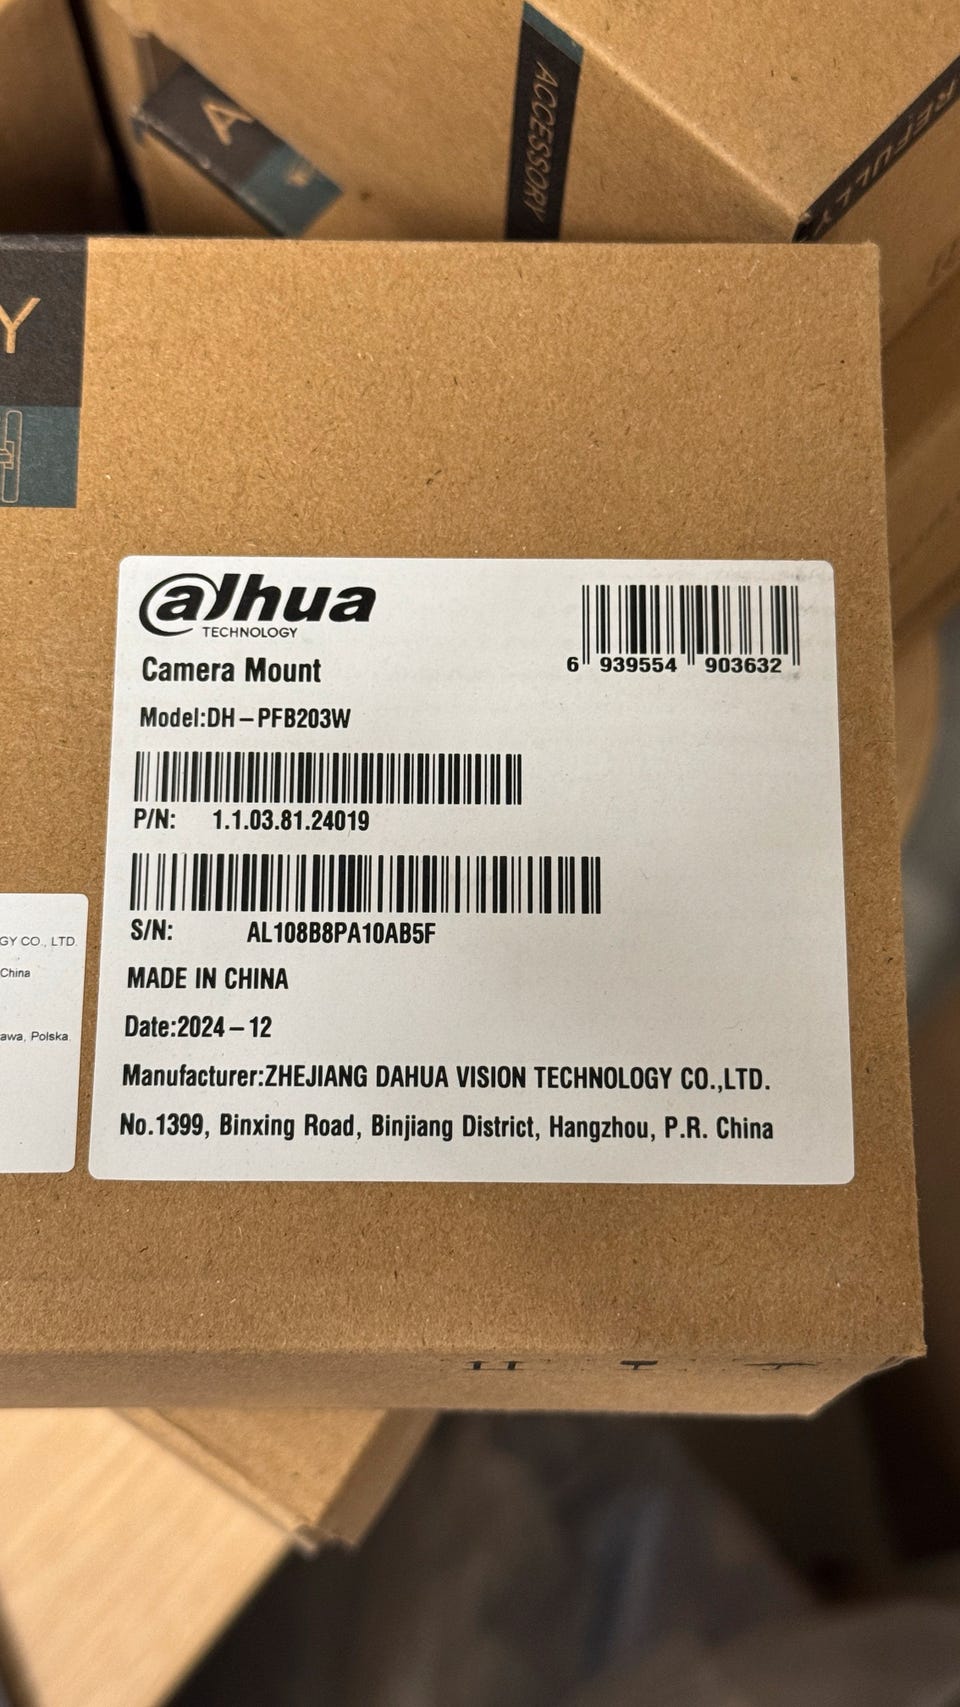 A
ACCESSORY
REFULLY
Y
alhua
TECHNOLOGY
Camera Mount
6 939554 903632
Model:DH-PFB203W
P/N: 1.1.03.81.24019
S/N: AL108B8PA10AB5F
MADE IN CHINA
Date:2024-12
Manufacturer:ZHEJIANG DAHUA VISION TECHNOLOGY CO.,LTD.
No.1399, Binxing Road, Binjiang District, Hangzhou, P.R. China
GY CO., LTD.
China
awa, Polska.